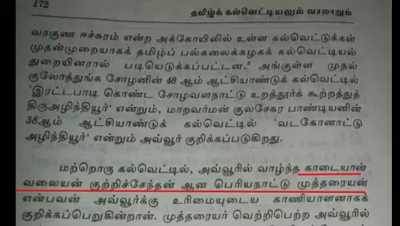 172
தமிழ்க் கல்வெட்டியலும் வரலாறும்
வரகுண ஈச்சுரம் என்ற அக்கோயிலில் உள்ள கல்வெட்டுக்கள்
முதன்முறையாகத் தமிழ்ப் பல்கலைக்கழகக் கல்வெட்டியல்
துறையினரால் படியெடுக்கப்பட்டன. அங்குள்ள முதல்
குலோத்துங்க சோழனின் 48 ஆம் ஆட்சியாண்டுக் கல்வெட்டில்
'இரட்டபாடி கொண்ட சோழவளநாட்டு உறத்தூர்க் கூற்றத்துத்
திருஅழிந்தியூர்' என்றும், மாறவர்மன் குலசேகர பாண்டியனின்
38ஆம் ஆட்சியாண்டுக் கல்வெட்டில் 'வடகோனாட்டு
அழிந்தியூர்' என்றும் அவ்வூர் குறிக்கப்படுகிறது.
மற்றொரு கல்வெட்டில், அவ்வூரில் வாழ்ந்த காடையான்
வலையன் குற்றிச்சேந்தன் ஆன பெரியநாட்டு முத்தரையன்
என்பவன் அவ்வூர்க்கு உரிமையுடைய காணியாளனாகக்
குறிக்கப்பெறுகின்றான். முத்தரையர் வெற்றிபெற்ற அவ்வூரில்